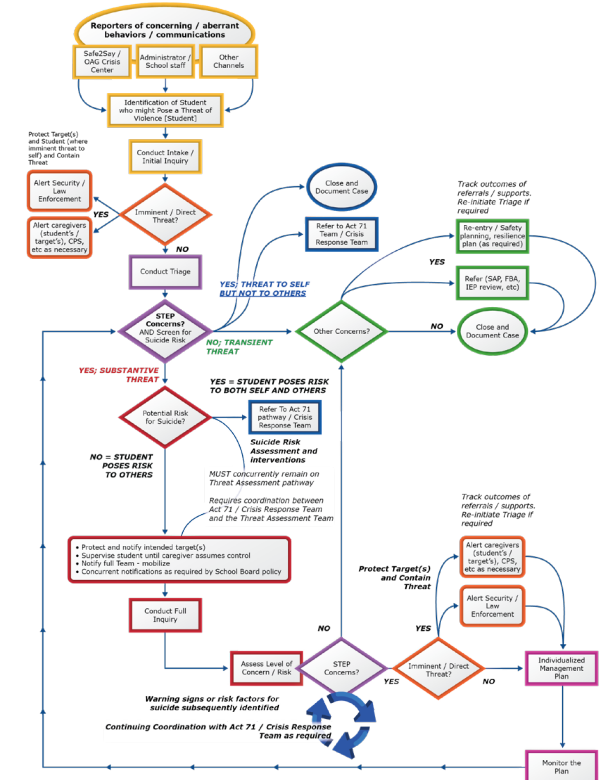 Reporters of concerning / aberrant
behaviors / communications
Safe2Say /
OAG Crisis
Center
Administrator /
School staff
Other
Channels
Identification of Student
who might Pose a Threat of
Violence [Student]
Protect Target(s)
and Student (where
imminent threat to
self) and Contain
Threat
Conduct Intake /
Initial Inquiry
Alert Security /
Law
Enforcement
Alert caregivers
(student's /
target's), CPS,
etc as necessary
YES
Imminent / Direct
Threat?
NO
Conduct Triage
Close and
Document Case
Refer to Act 71
Team / Crisis
Response Team
YES; THREAT TO SELF
BUT NOT TO OTHERS
STEP
Concerns?
AND Screen for
Suicide Risk
NO; TRANSIENT
THREAT
Other Concerns?
YES
NO
Track outcomes of
referrals / supports.
Re-initiate Triage if
required
Re-entry / Safety
planning, resilience
plan (as required)
Refer (SAP, FBA,
IEP review, etc)
Close and
Document Case
YES; SUBSTANTIVE
THREAT
YES = STUDENT POSES RISK
TO BOTH SELF AND OTHERS
Potential Risk
for Suicide?
Refer To Act 71
pathway / Crisis
Response Team
Suicide Risk
Assessment and
interventions
NO = STUDENT
POSES RISK
TO OTHERS
MUST concurrently remain on
Threat Assessment pathway
Requires coordination between
Act 71 / Crisis Response Team
and the Threat Assessment Team
• Protect and notify intended target(s)
• Supervise student until caregiver assumes control
• Notify full Team - mobilize
• Concurrent notifications as required by School Board policy
Conduct Full
Inquiry
Assess Level of
Concern / Risk
NO
STEP
Concerns?
YES
Imminent / Direct
Threat?
YES
NO
Protect Target(s)
and Contain
Threat
Track outcomes of
referrals / supports.
Re-initiate Triage if
required
Alert caregivers
(student's /
target's), CPS,
etc as necessary
Alert Security /
Law
Enforcement
Individualized
Management
Plan
Warning signs or risk factors for
suicide subsequently identified
Continuing Coordination with Act 71 / Crisis Response
Team as required
Monitor the
Plan